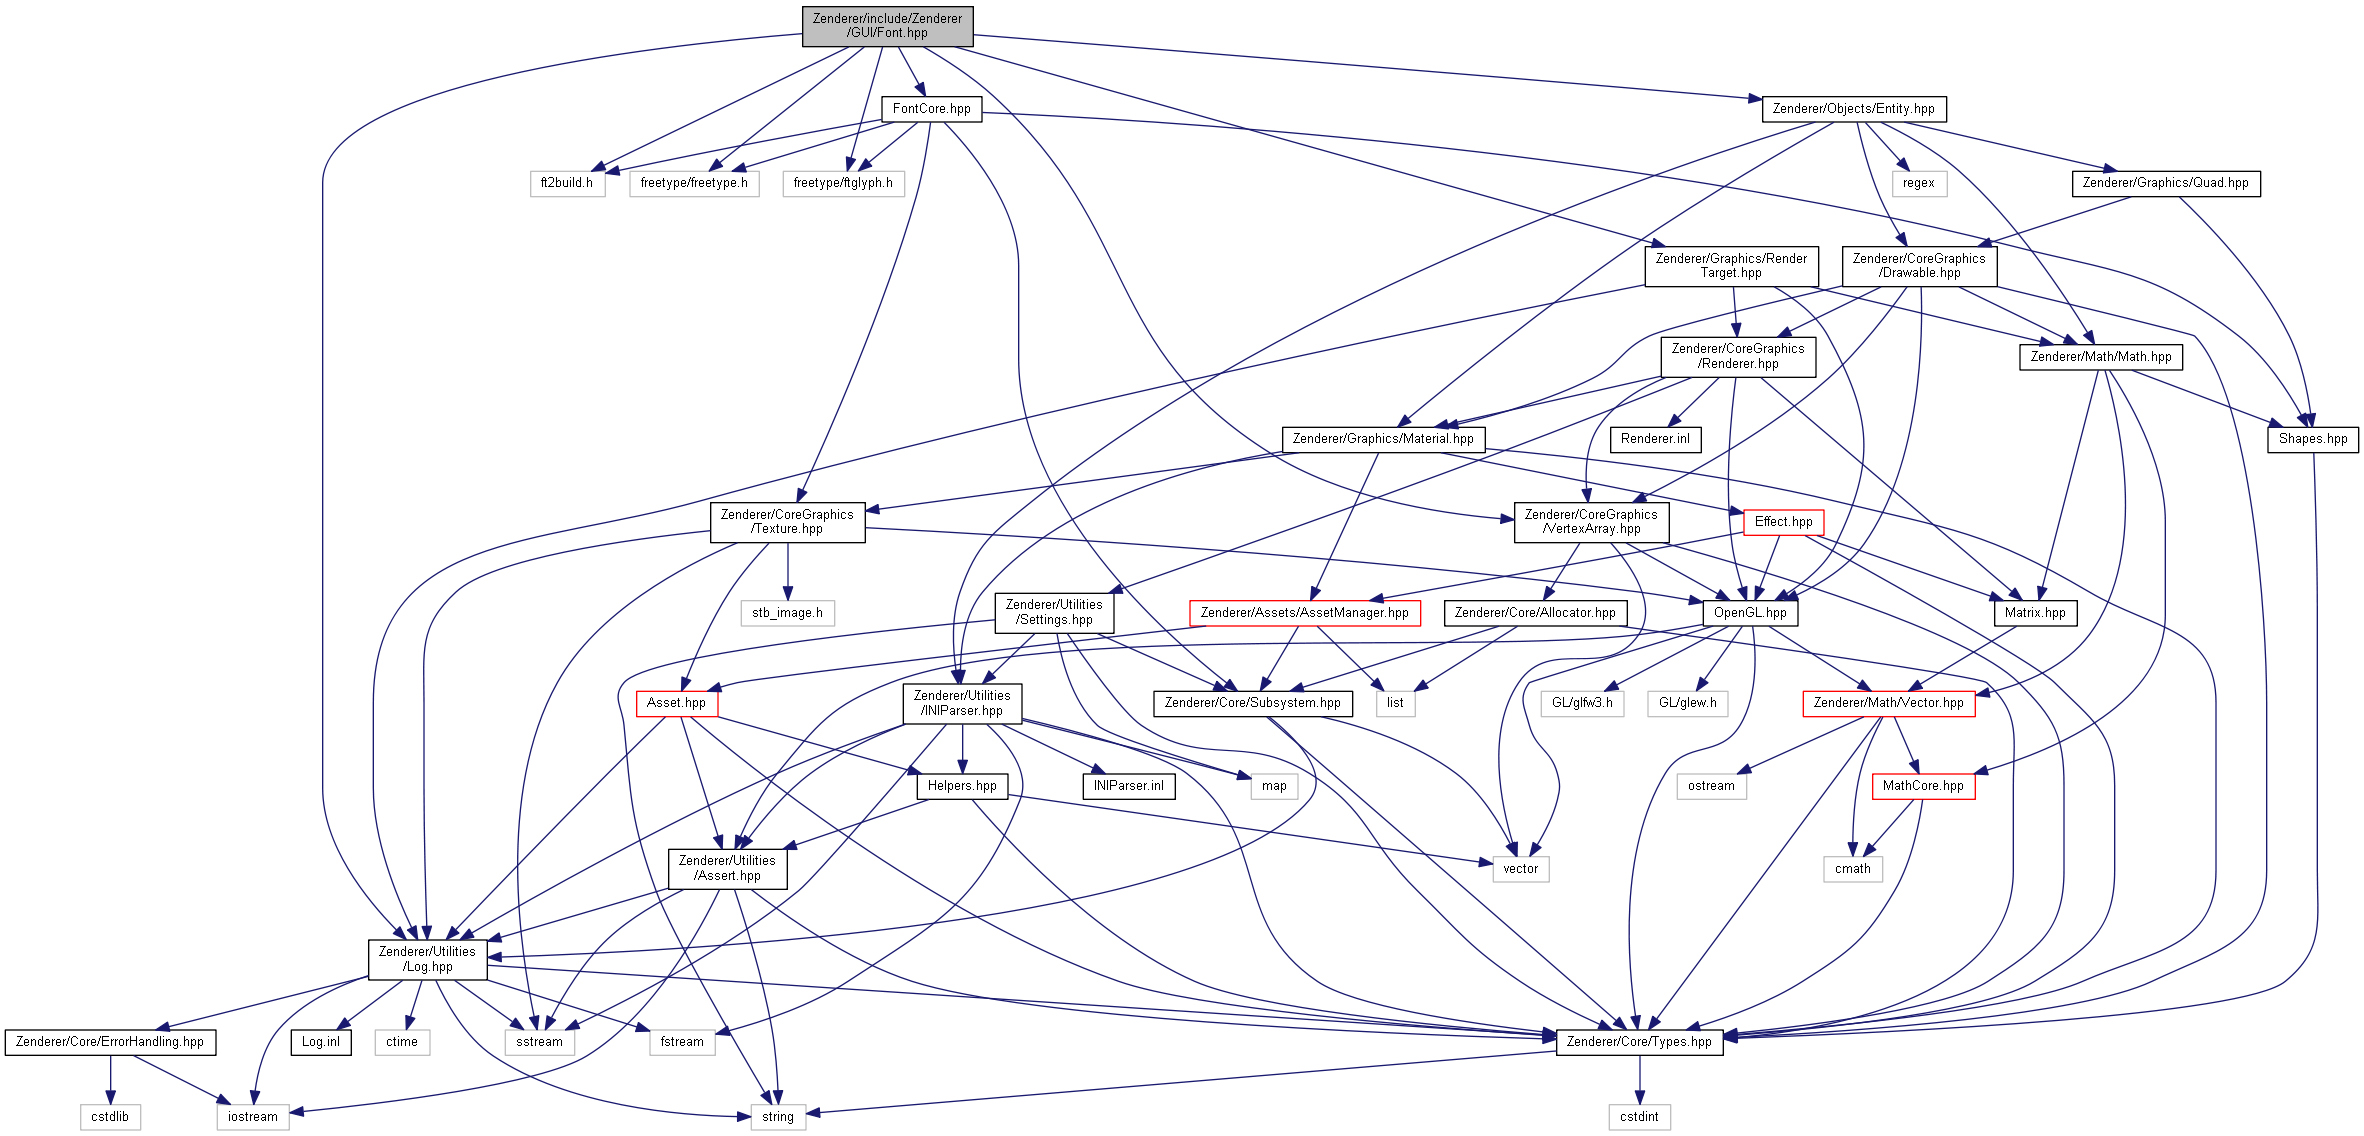 Zenderer/include/Zenderer
/GUI/Font.hpp
FontCore.hpp
Zenderer/Objects/Entity.hpp
ft2build.h
freetype/freetype.h
freetype/ftglyph.h
regex
Zenderer/Graphics/Quad.hpp
Zenderer/Graphics/Render
Target.hpp
Zenderer/CoreGraphics
/Drawable.hpp
Zenderer/CoreGraphics
/Renderer.hpp
Zenderer/Math/Math.hpp
Zenderer/Graphics/Material.hpp
Renderer.inl
Shapes.hpp
Zenderer/CoreGraphics
/Texture.hpp
Zenderer/CoreGraphics
/VertexArray.hpp
Effect.hpp
stb_image.h
Zenderer/Utilities
/Settings.hpp
Zenderer/Assets/AssetManager.hpp
Zenderer/Core/Allocator.hpp
OpenGL.hpp
Matrix.hpp
Asset.hpp
Zenderer/Utilities
/INIParser.hpp
Zenderer/Core/Subsystem.hpp
list
GL/glfw3.h
GL/glew.h
Zenderer/Math/Vector.hpp
Helpers.hpp
INIParser.inl
map
ostream
MathCore.hpp
Zenderer/Utilities
/Assert.hpp
vector
cmath
Zenderer/Utilities
/Log.hpp
Zenderer/Core/ErrorHandling.hpp
Log.inl
ctime
sstream
fstream
Zenderer/Core/Types.hpp
cstdlib
iostream
string
cstdint